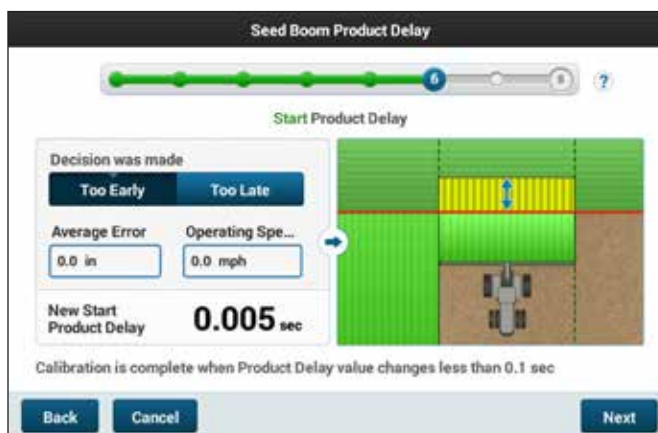 Seed Boom Product Delay
6
8
?
Start Product Delay
Decision was made
Too Early Too Late
Average Error Operating Spe...
0.0 in 0.0 mph
New Start
Product Delay 0.005 sec
Calibration is complete when Product Delay value changes less than 0.1 sec
Back Cancel Next